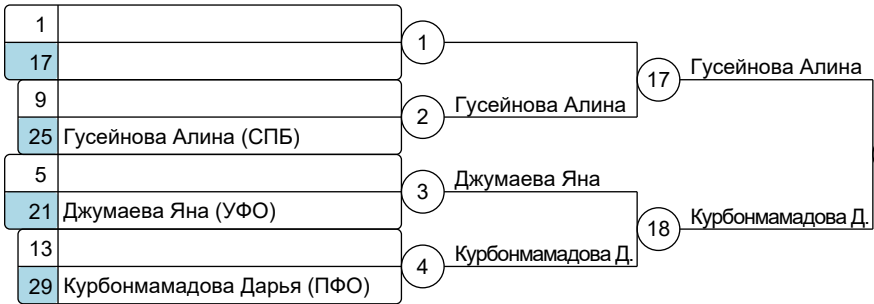 1
1
17
17
Гусейнова Алина
9
2
Гусейнова Алина
25
Гусейнова Алина (СПБ)
5
3
Джумаева Яна
21
Джумаева Яна (УФО)
18
Курбонмамадова Д.
13
4
Курбонмамадова Д.
29
Курбонмамадова Дарья (ПФО)